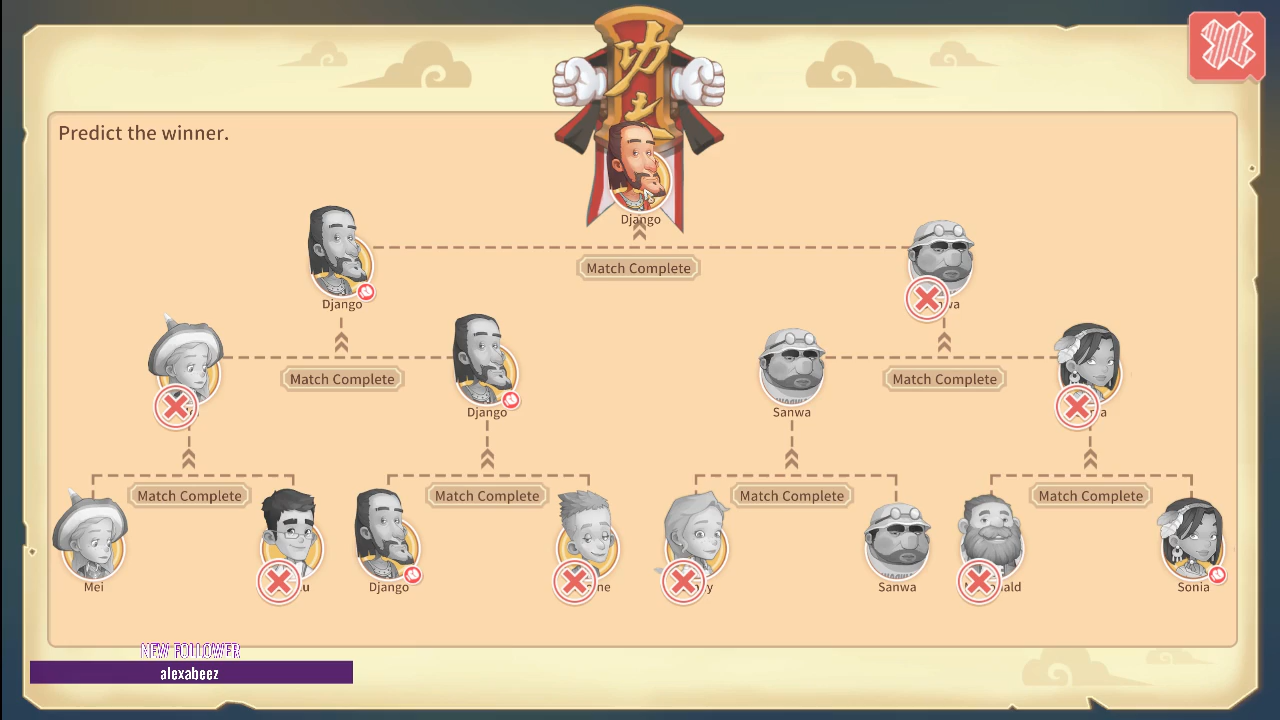 功
Predict the winner.
Django
Django
Match Complete
Match Complete
Django
Sanwa
Match Complete
Match Complete
Match Complete
Match Complete
Match Complete
Mei
Django
Sanwa
Sonia
NEW FOLLOWER
alexabeez